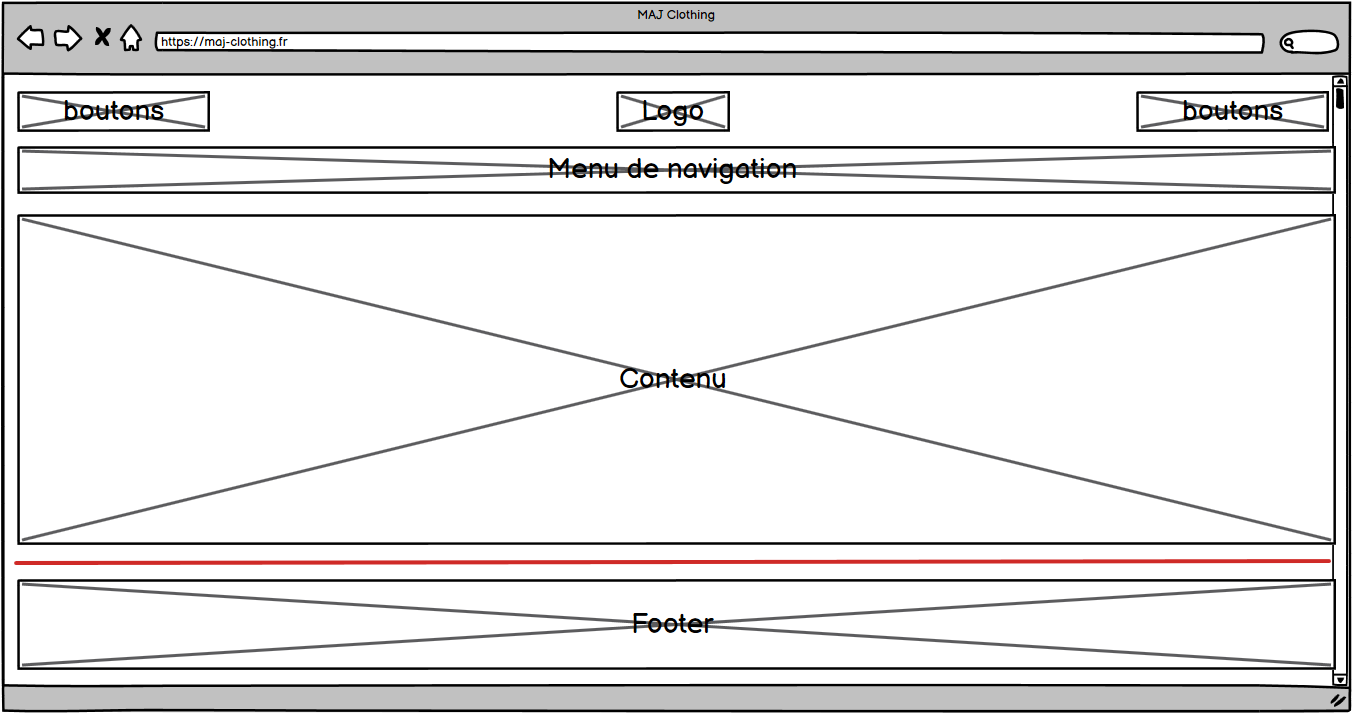 MAJ Clothing
https://maj-clothing.fr
boutons
Logo
boutons
Menu de navigation
Contenu
Footer